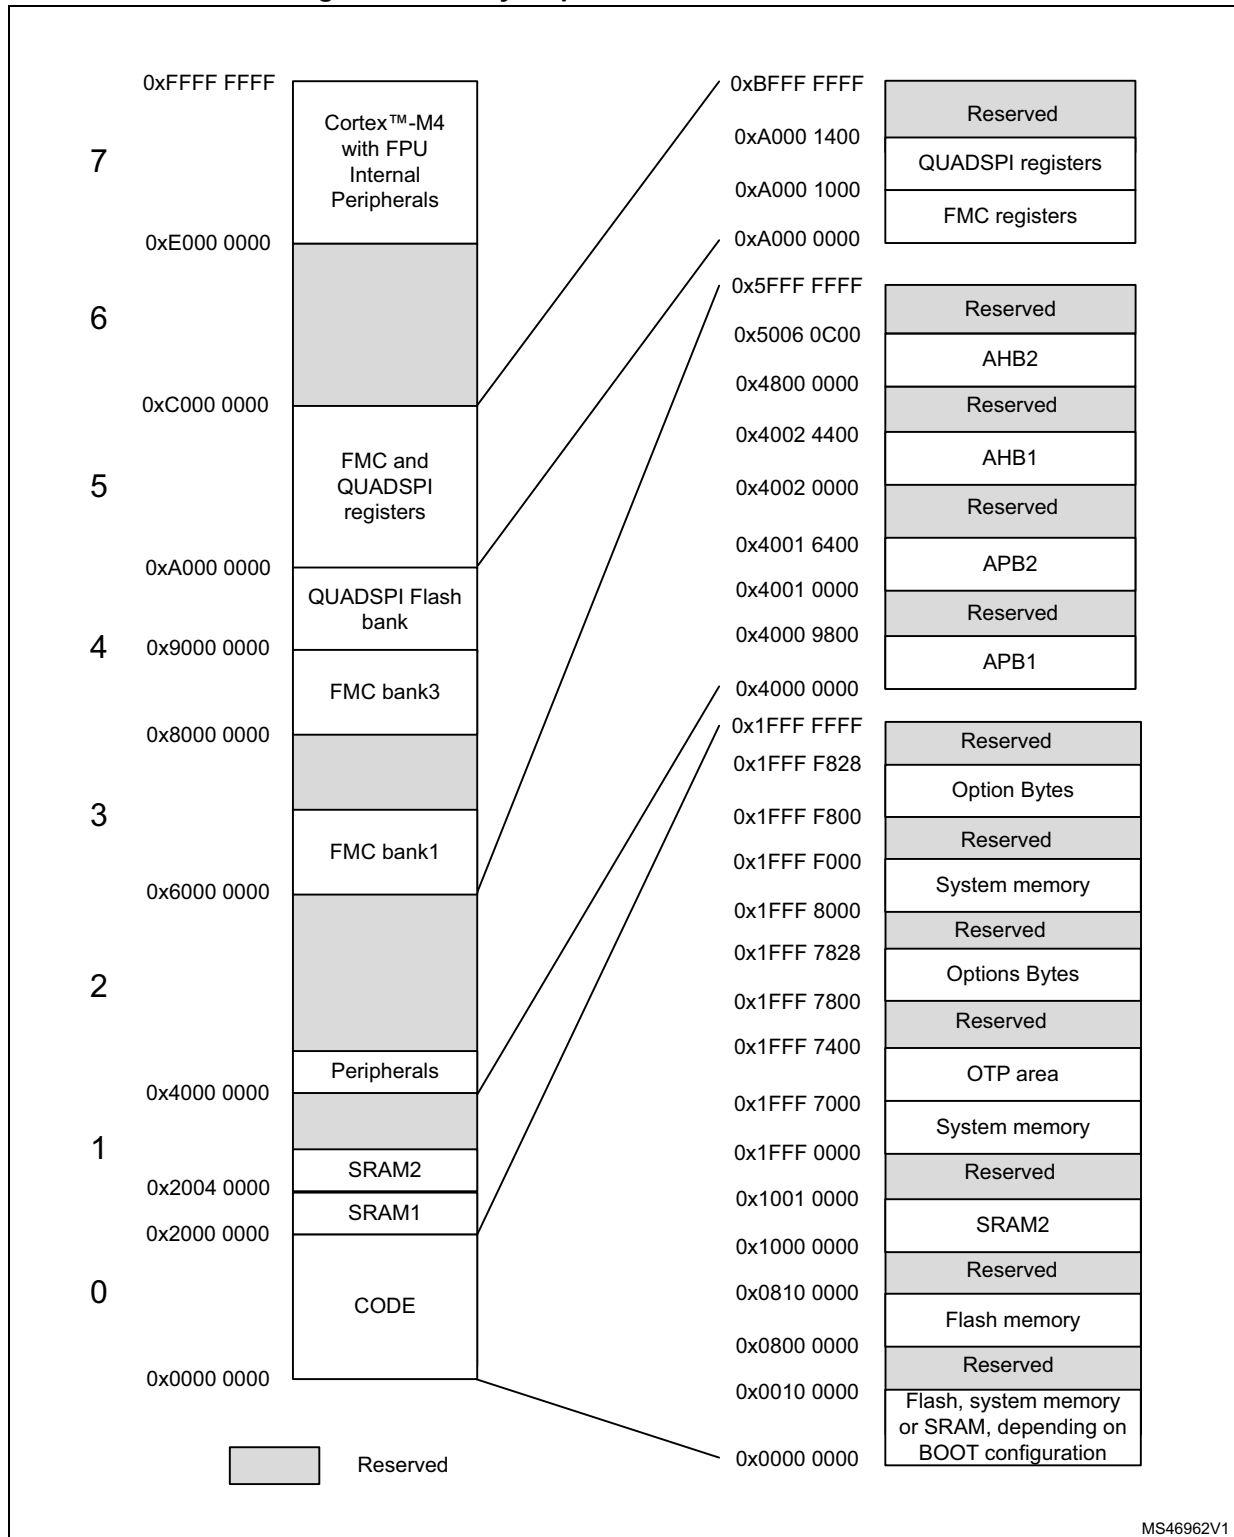 0xFFFF FFFF
Cortex™-M4
with FPU
Internal
Peripherals
7
0xE000 0000
6
0xC000 0000
FMC and
QUADSPI
registers
5
0xA000 0000
QUADSPI Flash
bank
4
0x9000 0000
FMC bank3
0x8000 0000
3
FMC bank1
0x6000 0000
2
Peripherals
0x4000 0000
1
SRAM2
0x2004 0000
SRAM1
0x2000 0000
0
CODE
0x0000 0000
Reserved
0xBFFF FFFF
Reserved
0xA000 1400
QUADSPI registers
0xA000 1000
FMC registers
0xA000 0000
0x5FFF FFFF
Reserved
0x5006 0C00
AHB2
0x4800 0000
Reserved
0x4002 4400
AHB1
0x4002 0000
Reserved
0x4001 6400
APB2
0x4001 0000
Reserved
0x4000 9800
APB1
0x4000 0000
0x1FFF FFFF
Reserved
0x1FFF F828
Option Bytes
0x1FFF F800
Reserved
0x1FFF F000
System memory
0x1FFF 8000
Reserved
0x1FFF 7828
Options Bytes
0x1FFF 7800
Reserved
0x1FFF 7400
OTP area
0x1FFF 7000
System memory
0x1FFF 0000
Reserved
0x1001 0000
SRAM2
0x1000 0000
Reserved
0x0810 0000
Flash memory
0x0800 0000
Reserved
0x0010 0000
Flash, system memory
or SRAM, depending on
BOOT configuration
0x0000 0000
MS46962V1